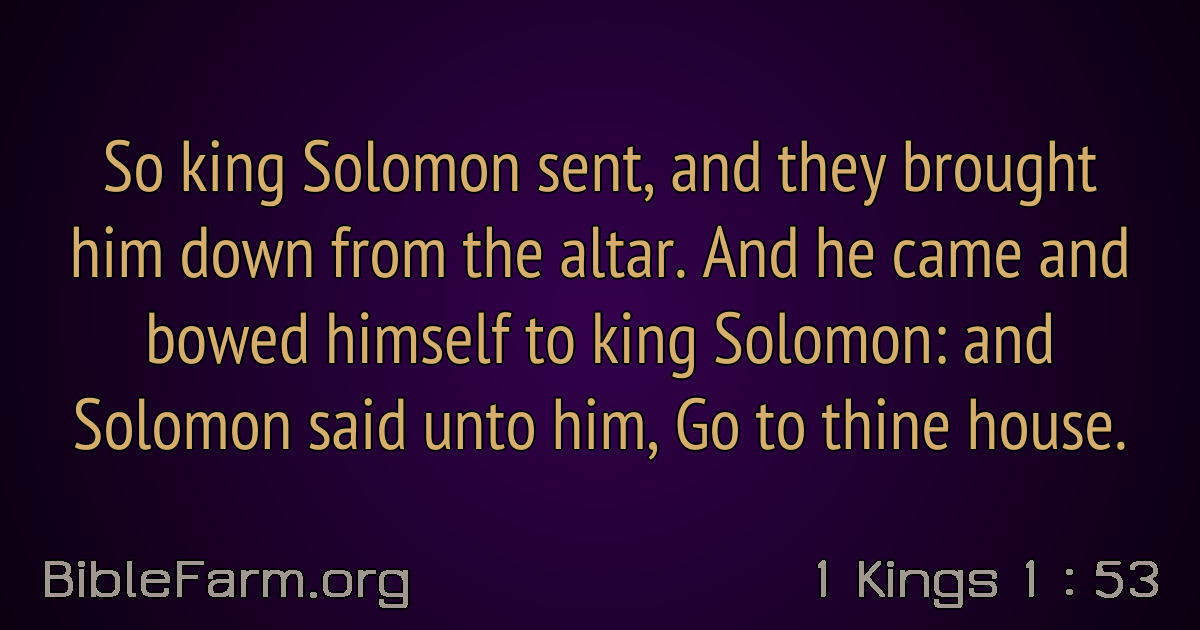 So king Solomon sent, and they brought
him down from the altar. And he came and
bowed himself to king Solomon: and
Solomon said unto him, Go to thine house.
BibleFarm.org
1 Kings 1 : 53